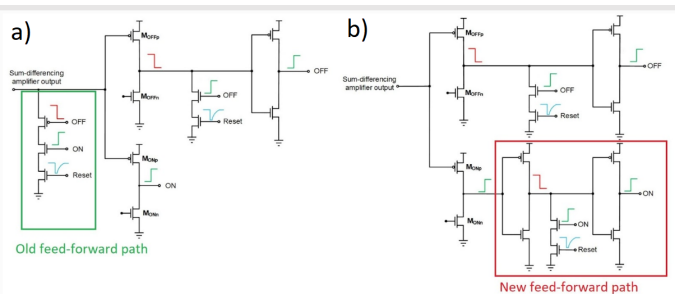 a)
M_OFFp
OFF
Sum-differencing
amplifier output
M_OFFn
OFF
Reset
OFF
ON
Reset
M_ONp
ON
M_ONn
Old feed-forward path
b)
M_OFFp
OFF
Sum-differencing
amplifier output
M_OFFn
OFF
Reset
M_ONp
ON
M_ONn
ON
Reset
New feed-forward path